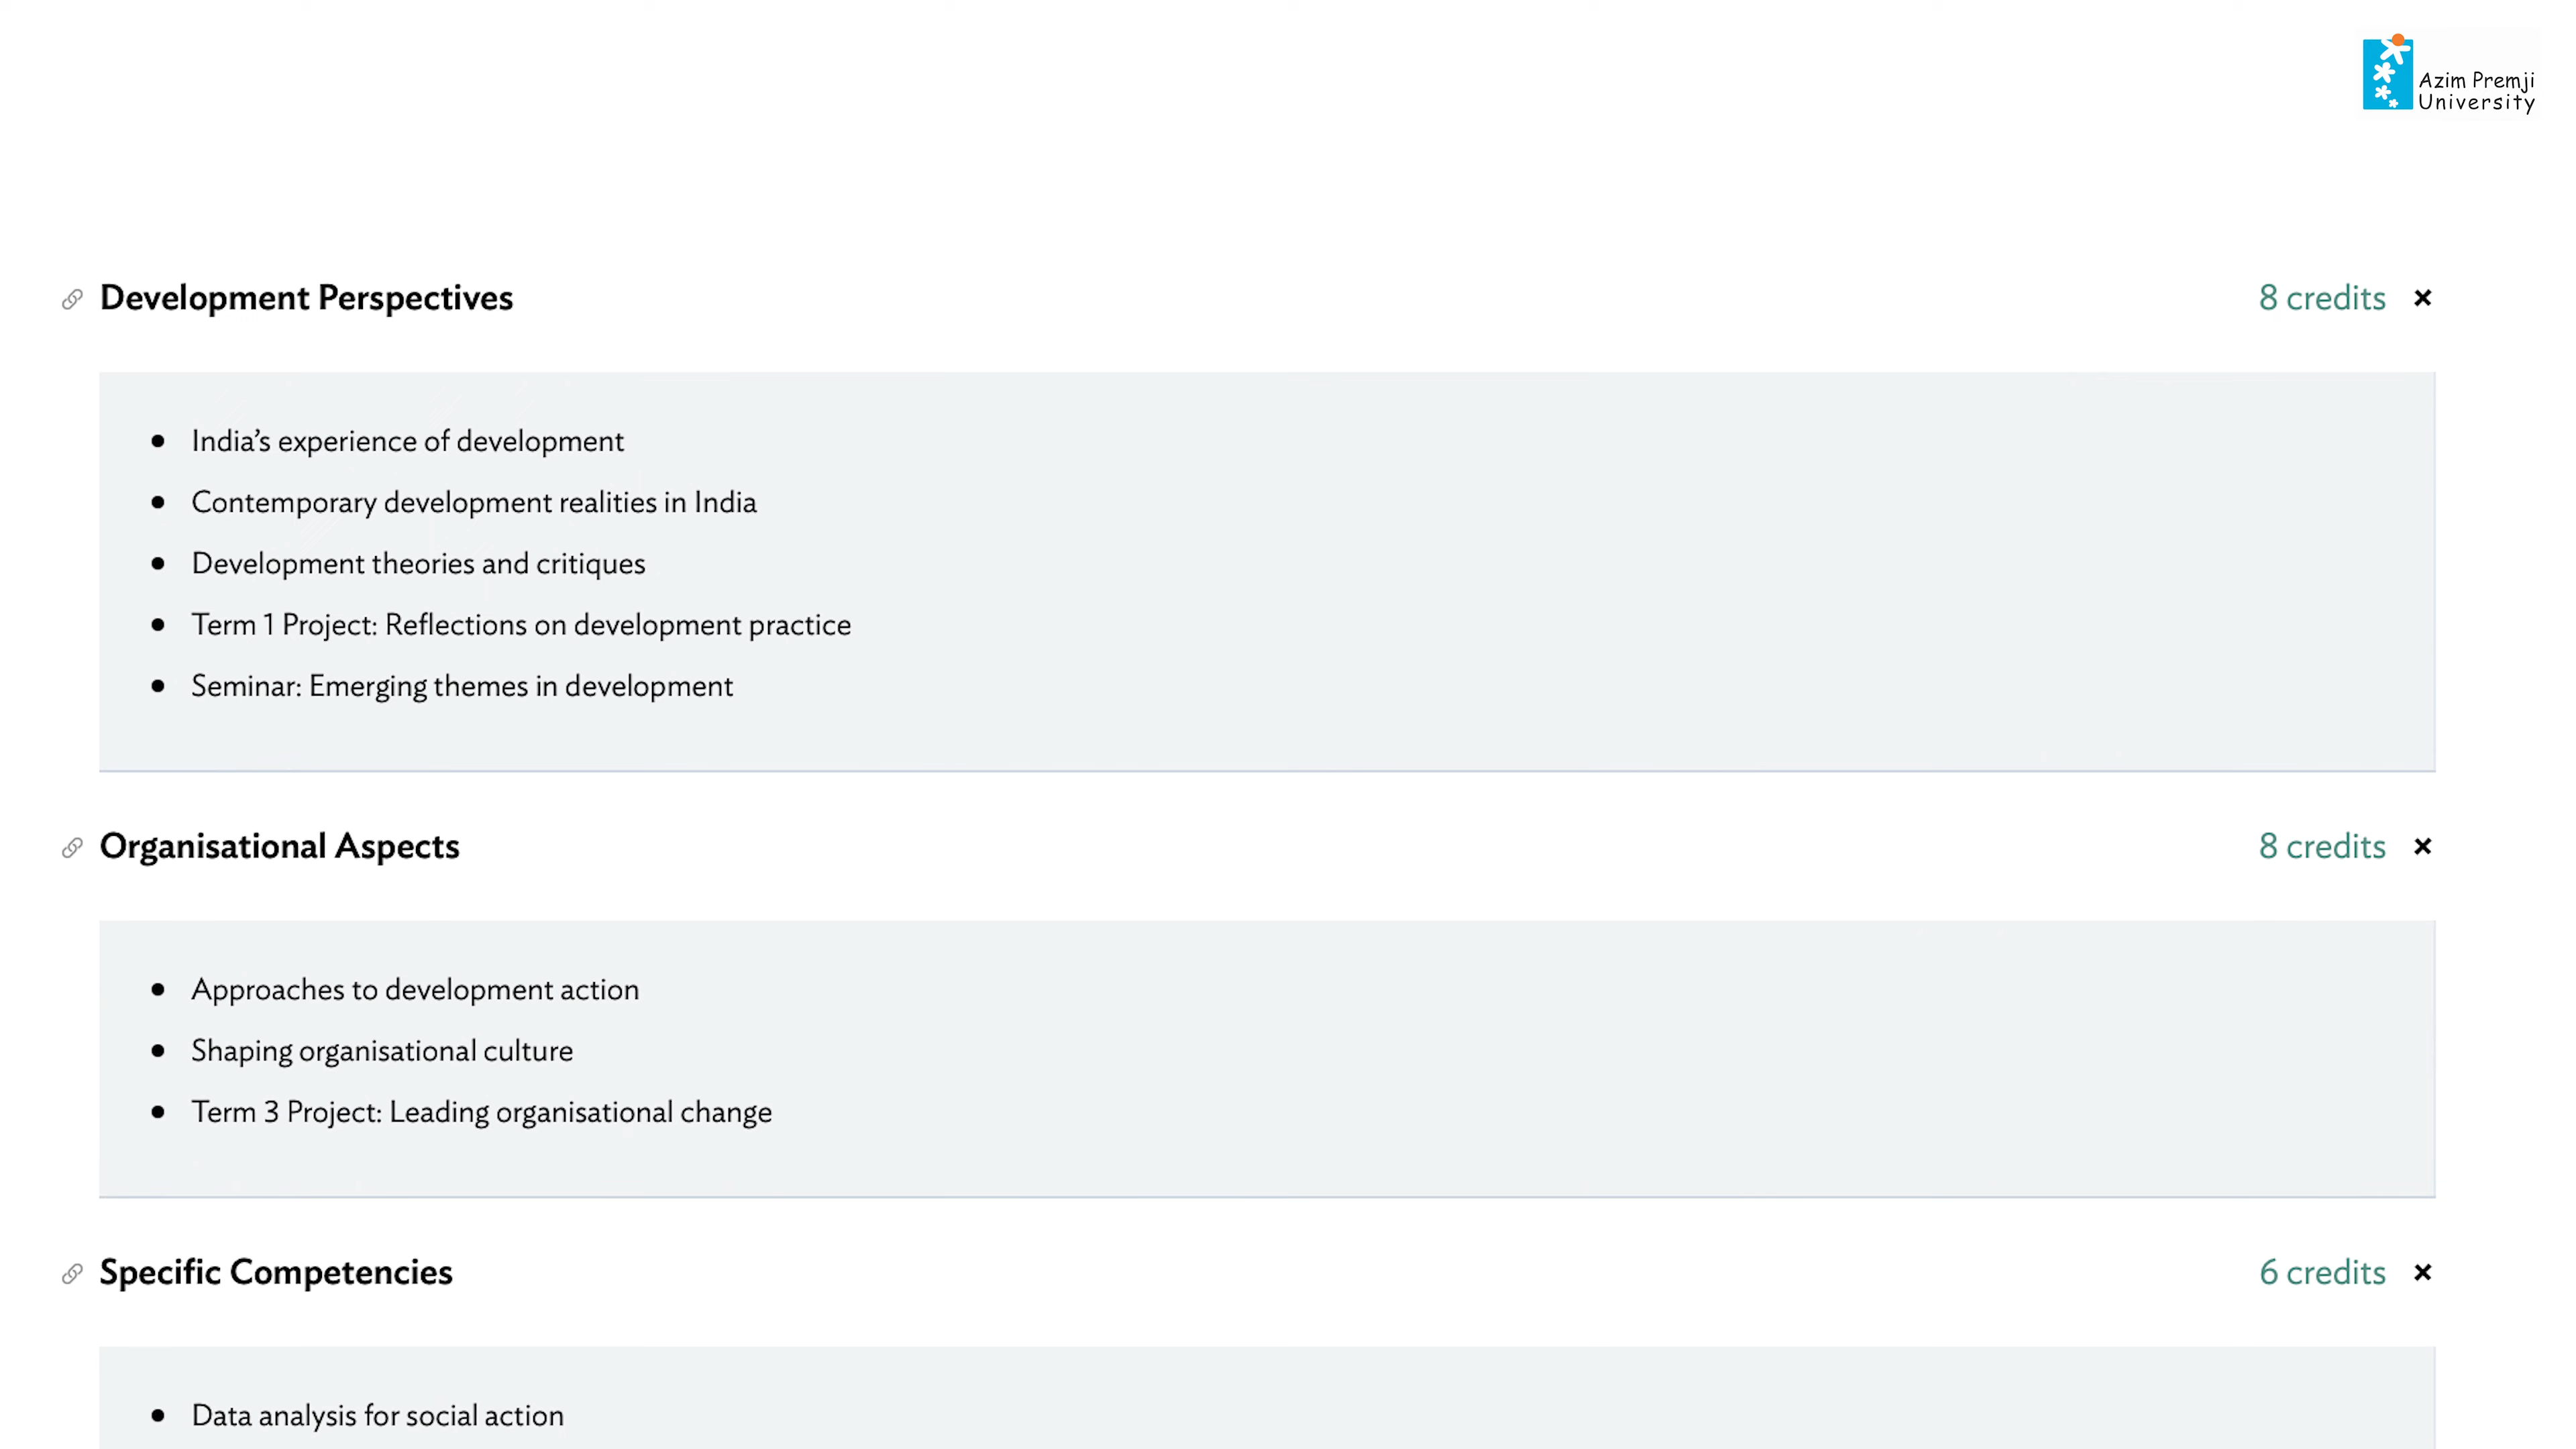 Azim Premji
University
Development Perspectives
8 credits
India’s experience of development
Contemporary development realities in India
Development theories and critiques
Term 1 Project: Reflections on development practice
Seminar: Emerging themes in development
Organisational Aspects
8 credits
Approaches to development action
Shaping organisational culture
Term 3 Project: Leading organisational change
Specific Competencies
6 credits
Data analysis for social action